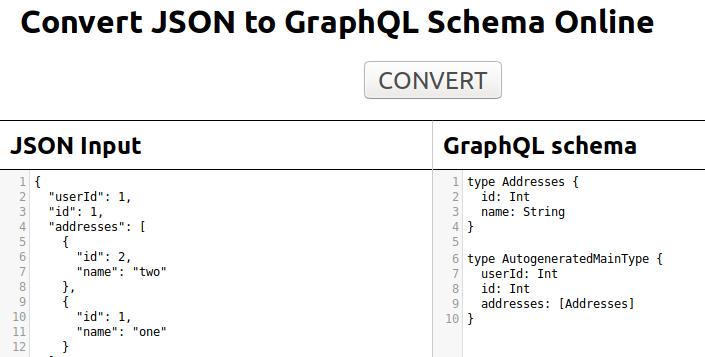 Convert JSON to GraphQL Schema Online
CONVERT
JSON Input
1 {
2 "userId": 1,
3 "id": 1,
4 "addresses": [
5 {
6 "id": 2,
7 "name": "two"
8 },
9 {
10 "id": 1,
11 "name": "one"
12 }
GraphQL schema
1 type Addresses {
2 id: Int
3 name: String
4 }
5
6 type AutogeneratedMainType {
7 userId: Int
8 id: Int
9 addresses: [Addresses]
10 }